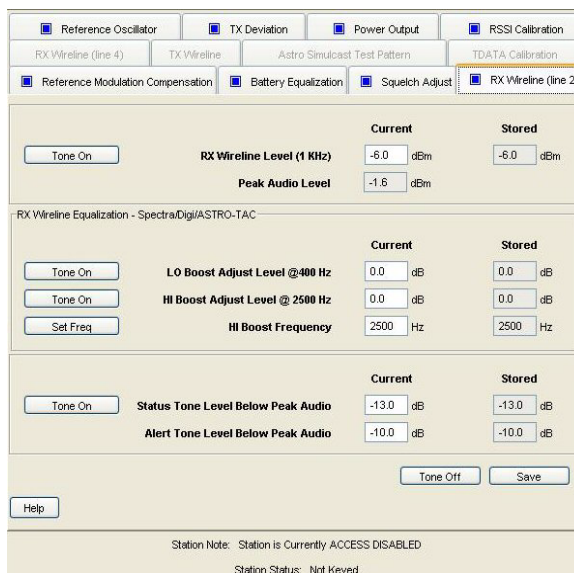 Reference Oscillator TX Deviation Power Output RSSI Calibration
RX Wireline (line 4) TX Wireline Astro Simulcast Test Pattern TDATA Calibration
Reference Modulation Compensation Battery Equalization Squelch Adjust RX Wireline (line 2
Current Stored
Tone On RX Wireline Level (1 KHz) -6.0 dBm -6.0 dBm
Peak Audio Level -1.6 dBm
RX Wireline Equalization - Spectra/Digi/ASTRO-TAC
Current Stored
Tone On LO Boost Adjust Level @400 Hz 0.0 dB 0.0 dB
Tone On HI Boost Adjust Level @ 2500 Hz 0.0 dB 0.0 dB
Set Freq HI Boost Frequency 2500 Hz 2500 Hz
Current Stored
Tone On Status Tone Level Below Peak Audio -13.0 dB -13.0 dB
Alert Tone Level Below Peak Audio -10.0 dB -10.0 dB
Tone Off Save
Help
Station Note: Station is Currently ACCESS DISABLED
Station Status: Not Keyed